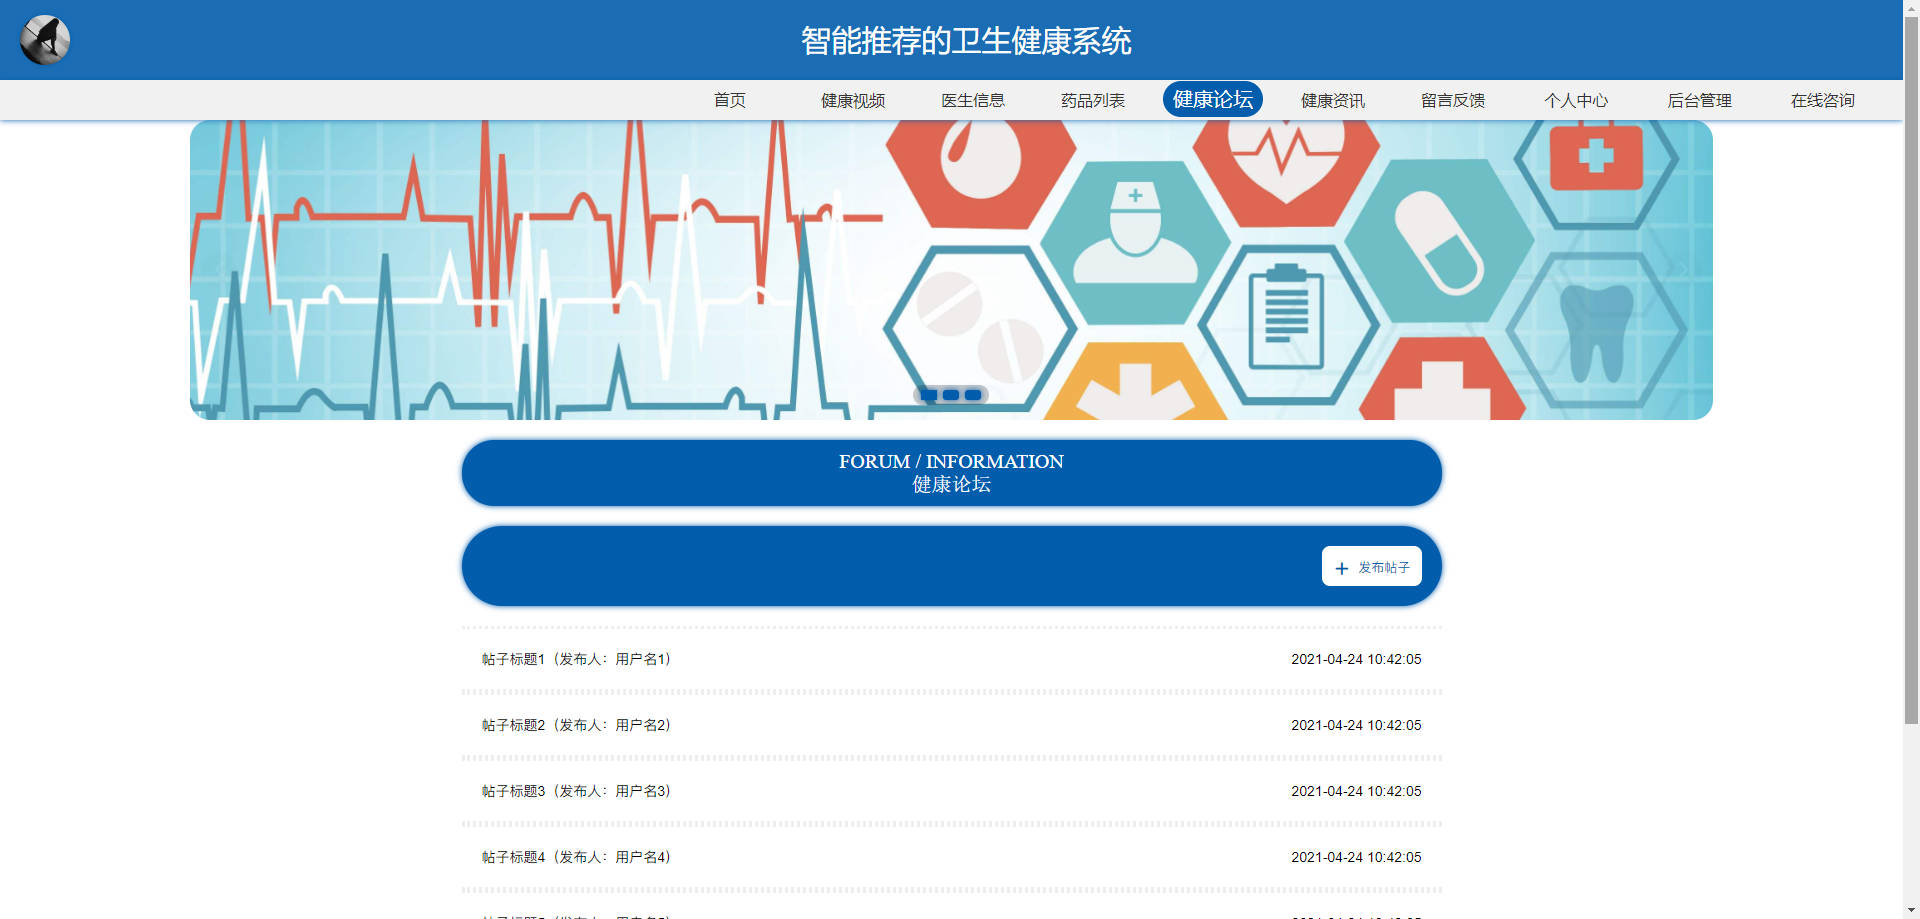 智能推荐的卫生健康系统
首页 健康视频 医生信息 药品列表 健康论坛 健康资讯 留言反馈 个人中心 后台管理 在线咨询
FORUM / INFORMATION
健康论坛
+ 发布帖子
帖子标题1（发布人：用户名1） 2021-04-24 10:42:05
帖子标题2（发布人：用户名2） 2021-04-24 10:42:05
帖子标题3（发布人：用户名3） 2021-04-24 10:42:05
帖子标题4（发布人：用户名4） 2021-04-24 10:42:05